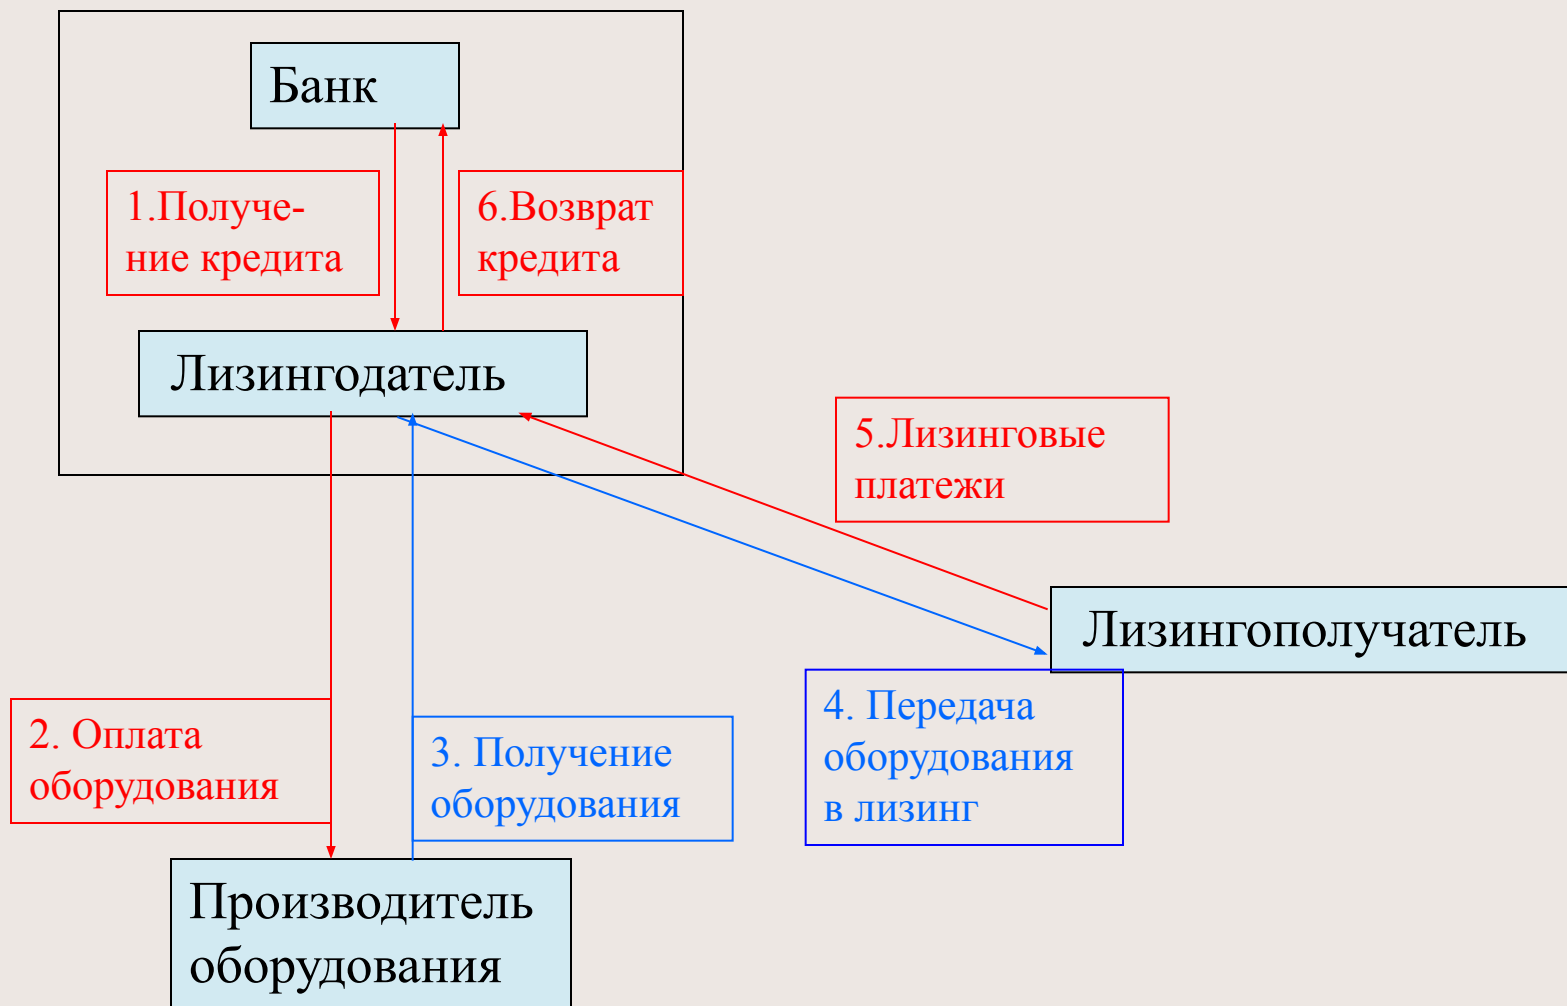 Банк
1.Получе-
ние кредита
6.Возврат
кредита
Лизингодатель
5.Лизинговые
платежи
Лизингополучатель
2. Оплата
оборудования
3. Получение
оборудования
4. Передача
оборудования
в лизинг
Производитель
оборудования